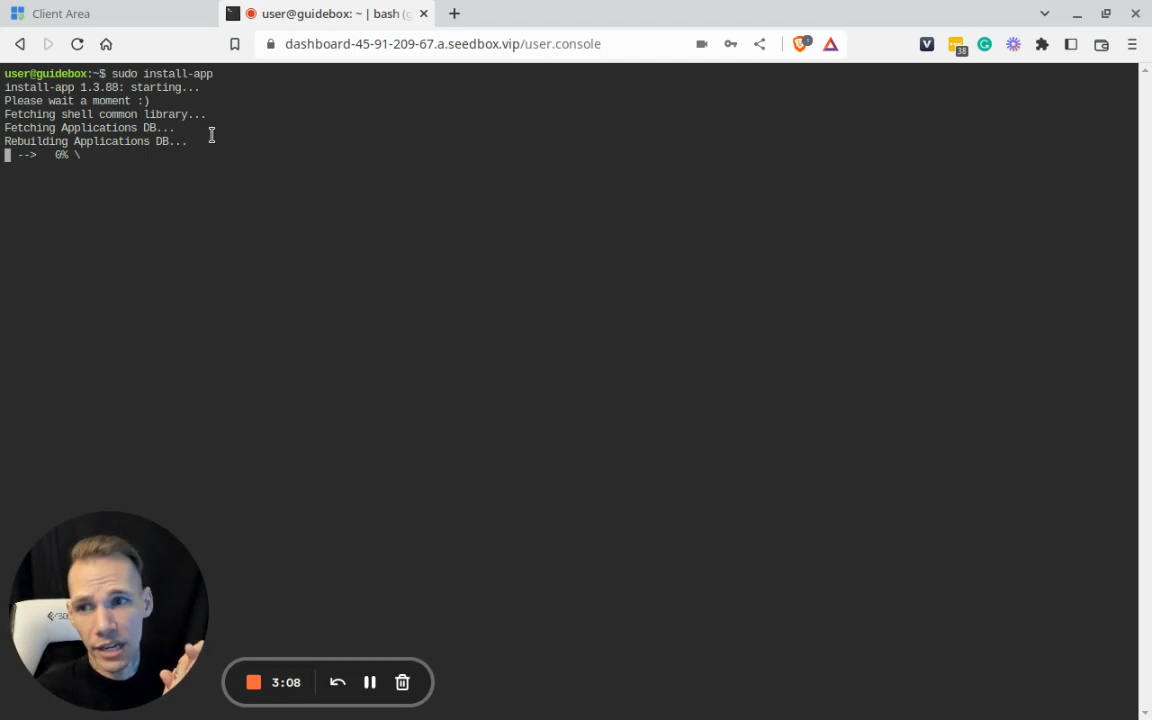 Client Area
user@guidebox: ~ | bash (g
dashboard-45-91-209-67.a.seedbox.vip/user.console
38
user@guidebox:~$ sudo install-app
install-app 1.3.88: starting...
Please wait a moment :)
Fetching shell common library...
Fetching Applications DB...
Rebuilding Applications DB...
--> 0% \
3:08